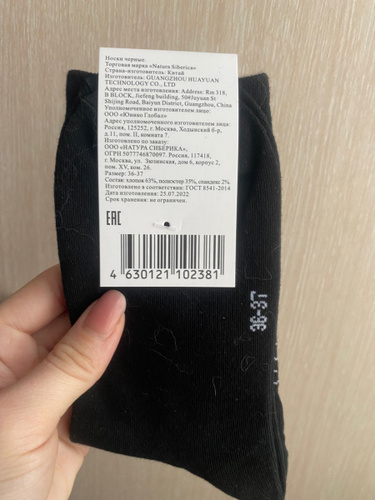 Носки черные.
Торговая марка «Natura Siberica»
Страна-изготовитель: Китай
Изготовитель: GUANGZHOU HUAYUAN
TECHNOLOGY CO., LTD
Адрес места изготовления: Address: Rm 318,
B BLOCK, Jiefeng building, 50#Juyuan St
Shijing Road, Baiyun District, Guangzhou, China
Уполномоченное изготовителем лицо:
ООО «Юнико Глобал»
Адрес уполномоченного изготовителем лица:
Россия, 125252, г. Москва, Ходынский б-р,
д.11, пом. II, комната 7.
Изготовлено по заказу:
ООО «НАТУРА СИБЕРИКА»,
ОГРН 5077746870097. Россия, 117418,
г. Москва, ул. Зюзинская, дом 6, корпус 2,
пом. XV, ком. 26.
Размер: 36-37
Состав: хлопок 63%, полиэстер 35%, спандекс 2%.
Изготовлено в соответствии с ГОСТ 8541-2014
Дата изготовления: 25.07.2022
Срок хранения: не ограничен.
EAC
4 630121 102381
36-37